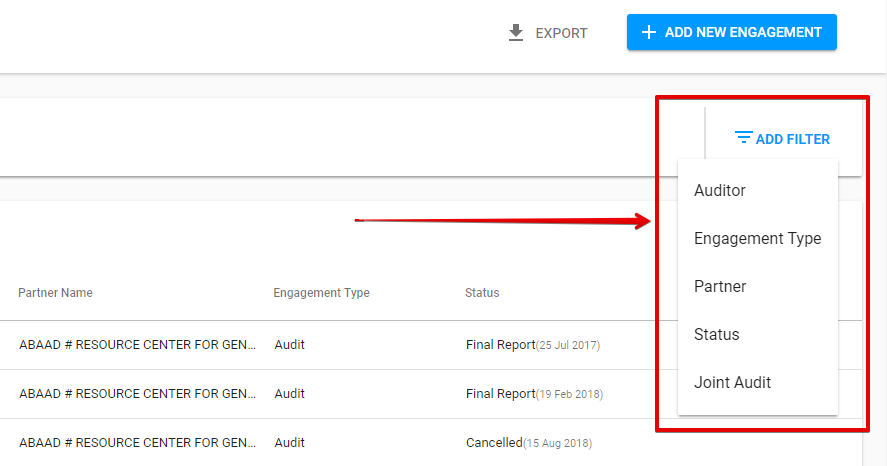 EXPORT
ADD NEW ENGAGEMENT
ADD FILTER
Auditor
Engagement Type
Partner
Status
Joint Audit
Partner Name Engagement Type Status
ABAAD # RESOURCE CENTER FOR GEN... Audit Final Report(25 Jul 2017)
ABAAD # RESOURCE CENTER FOR GEN... Audit Final Report(19 Feb 2018)
ABAAD # RESOURCE CENTER FOR GEN... Audit Cancelled(15 Aug 2018)